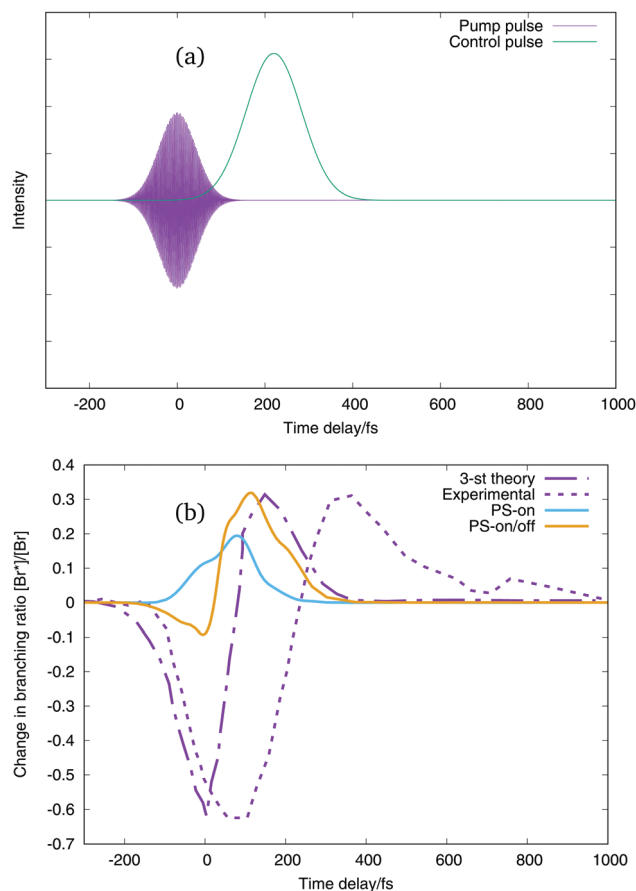 (a)
Pump pulse
Control pulse
Intensity
-200 0 200 400 600 800 1000
Time delay/fs
0.4
0.3
0.2
0.1
0
-0.1
-0.2
-0.3
-0.4
-0.5
-0.6
-0.7
(b)
3-st theory
Experimental
PS-on
PS-on/off
Change in branching ratio [Br*]/[Br]
-200 0 200 400 600 800 1000
Time delay/fs